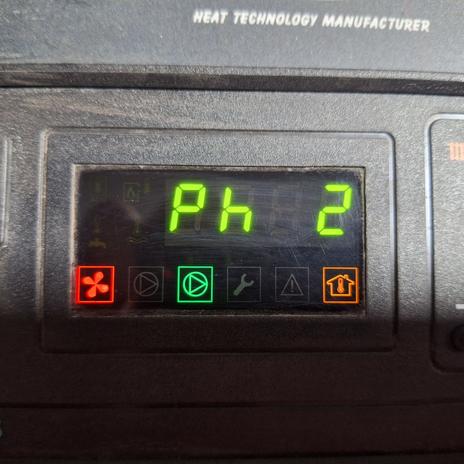 HEAT TECHNOLOGY MANUFACTURER
Ph 2